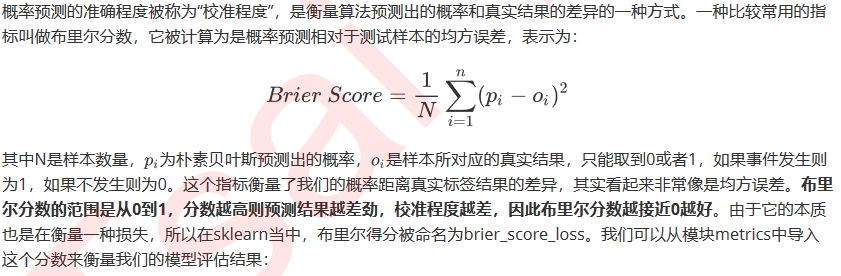 概率预测的准确程度被称为“校准程度”，是衡量算法预测出的概率和真实结果的差异的一种方式。一种比较常用的指
标叫做布里尔分数，它被计算为是概率预测相对于测试样本的均方误差，表示为：
Brier Score = \frac{1}{N} \sum_{i=1}^{n} (p_i − o_i)^2
其中N是样本数量，p_i为朴素贝叶斯预测出的概率，o_i是样本所对应的真实结果，只能取到0或者1，如果事件发生则
为1，如果不发生则为0。这个指标衡量了我们的概率距离真实标签结果的差异，其实看起来非常像是均方误差。布里
尔分数的范围是从0到1，分数越高则预测结果越差劲，校准程度越差，因此布里尔分数越接近0越好。由于它的本质
也是在衡量一种损失，所以在sklearn当中，布里尔得分被命名为brier_score_loss。我们可以从模块metrics中导入
这个分数来衡量我们的模型评估结果：